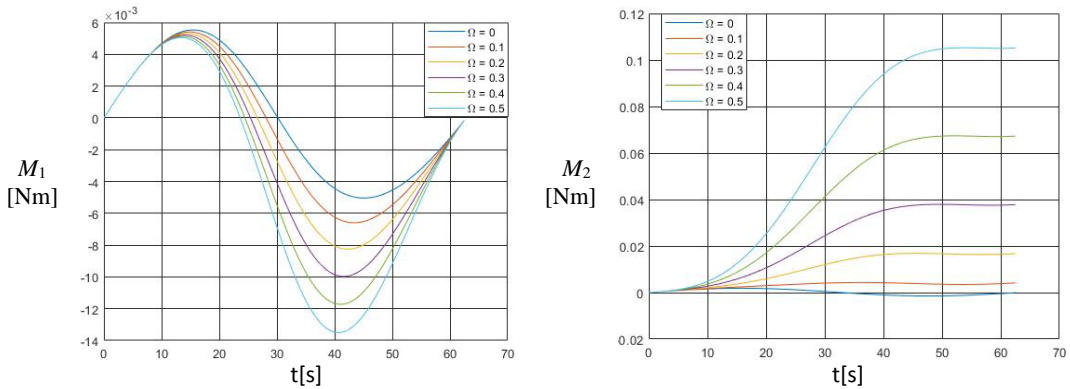 ×10⁻³
6
4
2
0
-2
-4
-6
-8
-10
-12
-14
0 10 20 30 40 50 60 70
t[s]
M₁
[Nm]
Ω = 0
Ω = 0.1
Ω = 0.2
Ω = 0.3
Ω = 0.4
Ω = 0.5
0.12
0.1
0.08
0.06
0.04
0.02
0
0.02
0 10 20 30 40 50 60 70
t[s]
M₂
[Nm]
Ω = 0
Ω = 0.1
Ω = 0.2
Ω = 0.3
Ω = 0.4
Ω = 0.5